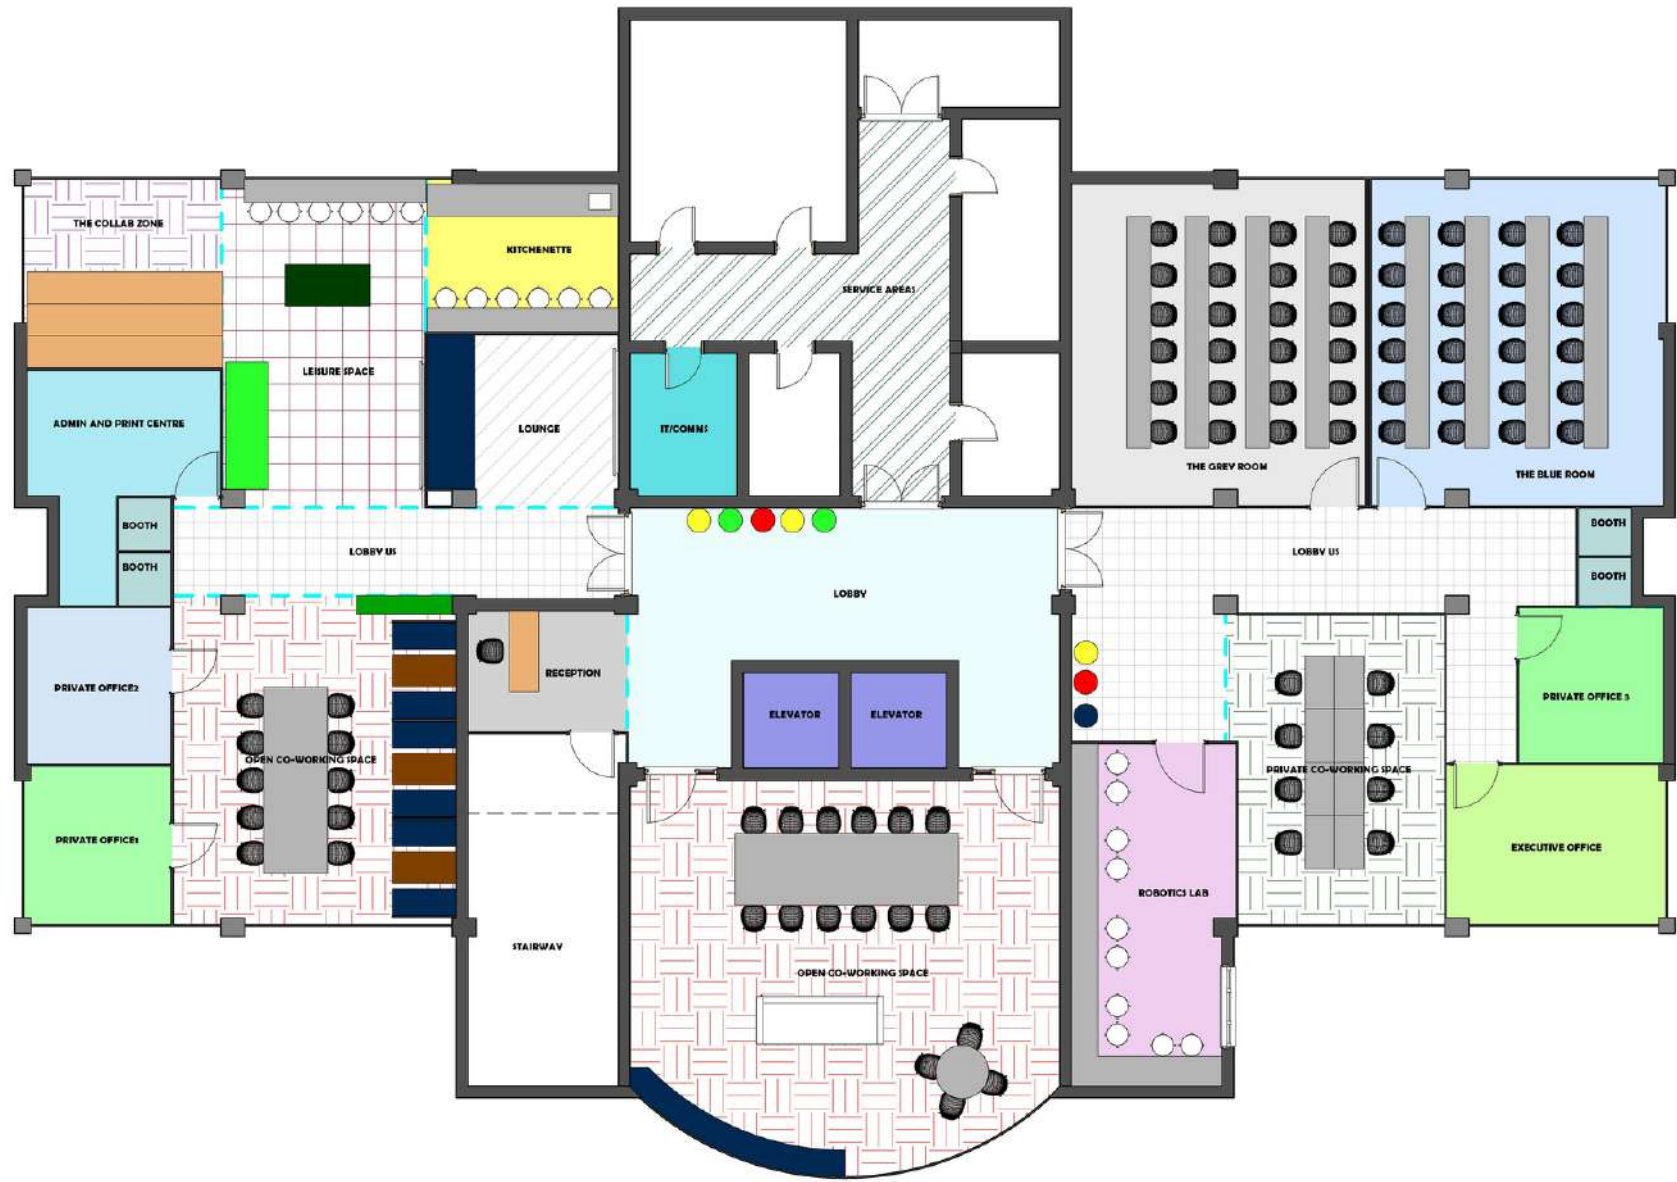 THE COLLAB ZONE
KITCHENETTE
SERVICE AREAS
LEISURE SPACE
ADMIN AND PRINT CENTRE
LOUNGE
IT/COMMS
THE GREY ROOM
THE BLUE ROOM
BOOTH
BOOTH
LOBBY US
LOBBY
LOBBY US
BOOTH
BOOTH
PRIVATE OFFICE2
RECEPTION
ELEVATOR
ELEVATOR
PRIVATE OFFICE 3
OPEN CO-WORKING SPACE
PRIVATE CO-WORKING SPACE
PRIVATE OFFICE1
EXECUTIVE OFFICE
ROBOTICS LAB
STAIRWAY
OPEN CO-WORKING SPACE